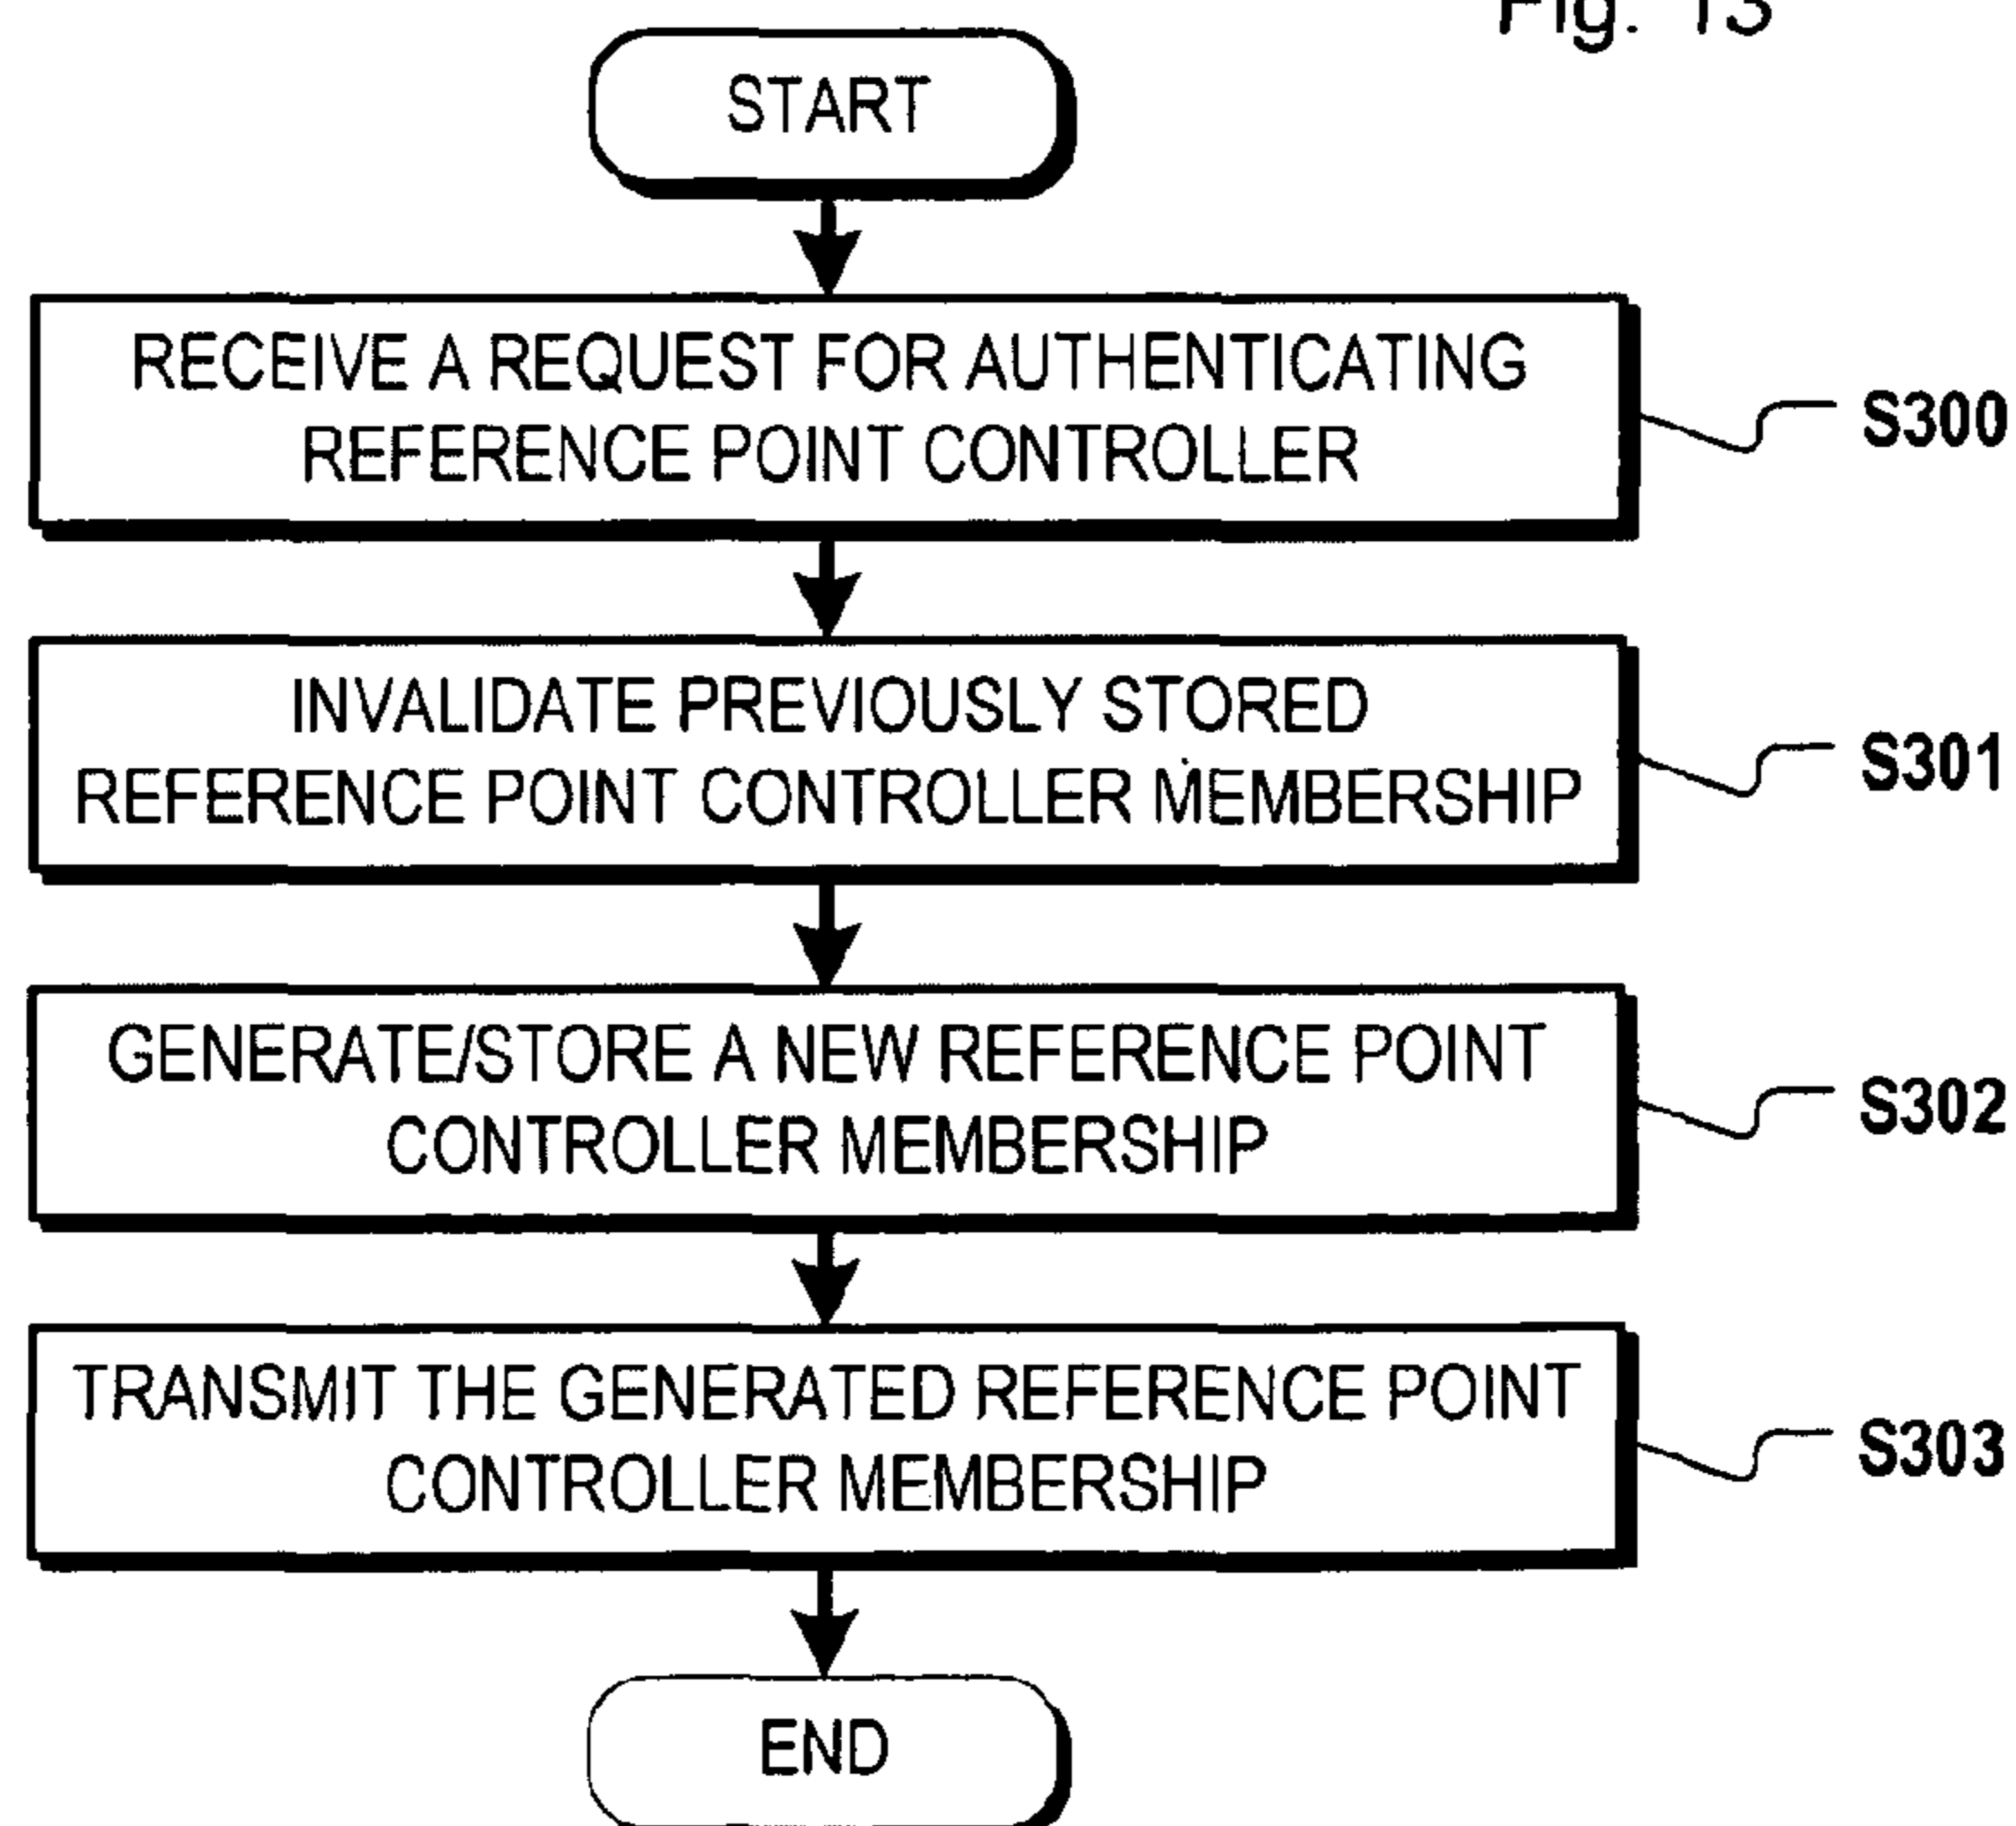 Fig. 13
START
RECEIVE A REQUEST FOR AUTHENTICATING
REFERENCE POINT CONTROLLER
S300
INVALIDATE PREVIOUSLY STORED
REFERENCE POINT CONTROLLER MEMBERSHIP
S301
GENERATE/STORE A NEW REFERENCE POINT
CONTROLLER MEMBERSHIP
S302
TRANSMIT THE GENERATED REFERENCE POINT
CONTROLLER MEMBERSHIP
S303
END